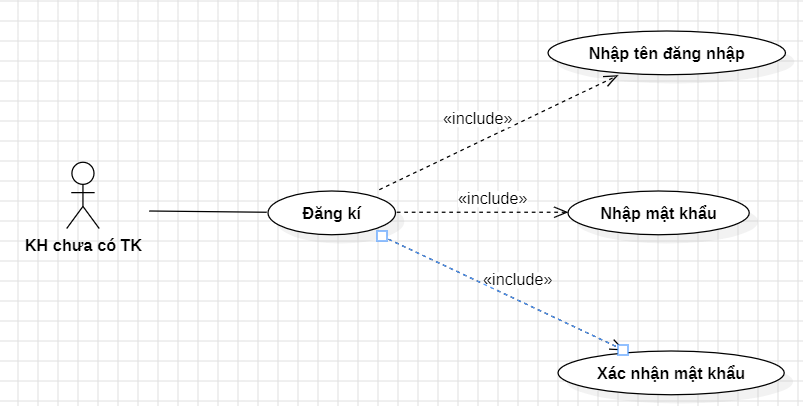 Nhập tên đăng nhập
«include»
«include»
Đăng kí
Nhập mật khẩu
KH chưa có TK
«include»
Xác nhận mật khẩu